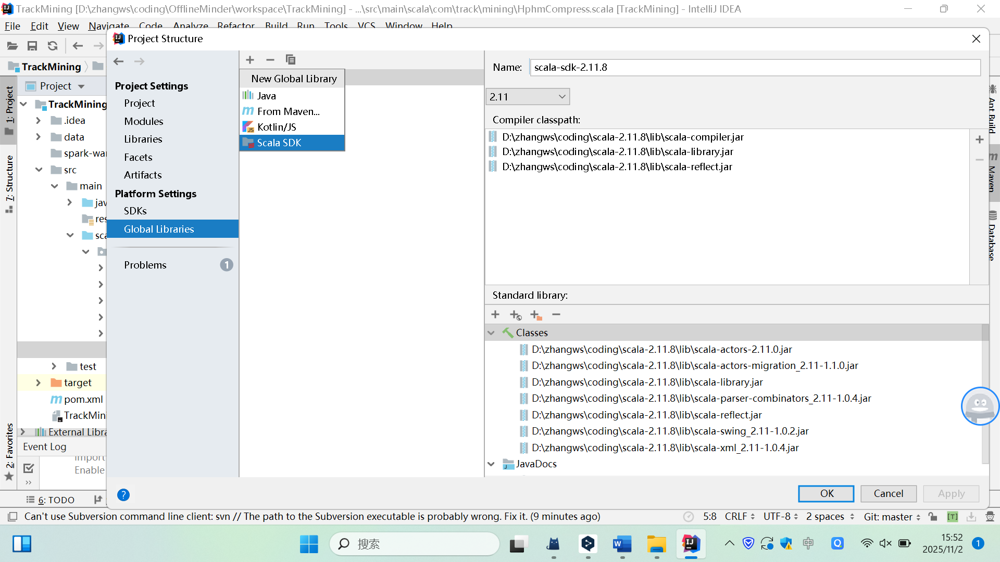 TrackMining [D:\zhangws\coding\OfflineMinder\workspace\TrackMining] - ...\src\main\scala\com\track\mining\HphmCompress.scala [TrackMining] - IntelliJ IDEA
File Edit View Navigate Code Analyze Refactor Build Run Tools VCS Window Help
Project Structure
TrackMining
1: Project
7: Structure
2: Favorites
Project
TrackMining
.idea
data
spark-war
src
main
jav
res
sca
test
target
pom.xml
TrackMini
External Libra
Event Log
Import
Enable
6: TODO
Project Settings
Project
Modules
Libraries
Facets
Artifacts
Platform Settings
SDKs
Global Libraries
Problems 1
New Global Library
Java
From Maven...
Kotlin/JS
Scala SDK
Name: scala-sdk-2.11.8
2.11
Compiler classpath:
D:\zhangws\coding\scala-2.11.8\lib\scala-compiler.jar
D:\zhangws\coding\scala-2.11.8\lib\scala-library.jar
D:\zhangws\coding\scala-2.11.8\lib\scala-reflect.jar
Standard library:
Classes
D:\zhangws\coding\scala-2.11.8\lib\scala-actors-2.11.0.jar
D:\zhangws\coding\scala-2.11.8\lib\scala-actors-migration_2.11-1.1.0.jar
D:\zhangws\coding\scala-2.11.8\lib\scala-library.jar
D:\zhangws\coding\scala-2.11.8\lib\scala-parser-combinators_2.11-1.0.4.jar
D:\zhangws\coding\scala-2.11.8\lib\scala-reflect.jar
D:\zhangws\coding\scala-2.11.8\lib\scala-swing_2.11-1.0.2.jar
D:\zhangws\coding\scala-2.11.8\lib\scala-xml_2.11-1.0.4.jar
JavaDocs
OK Cancel Apply
Ant Build
Maven
Database
Can't use Subversion command line client: svn // The path to the Subversion executable is probably wrong. Fix it. (9 minutes ago)
5:8 CRLF UTF-8 2 spaces Git: master [T]
搜索
中
15:52
2025/11/2
1